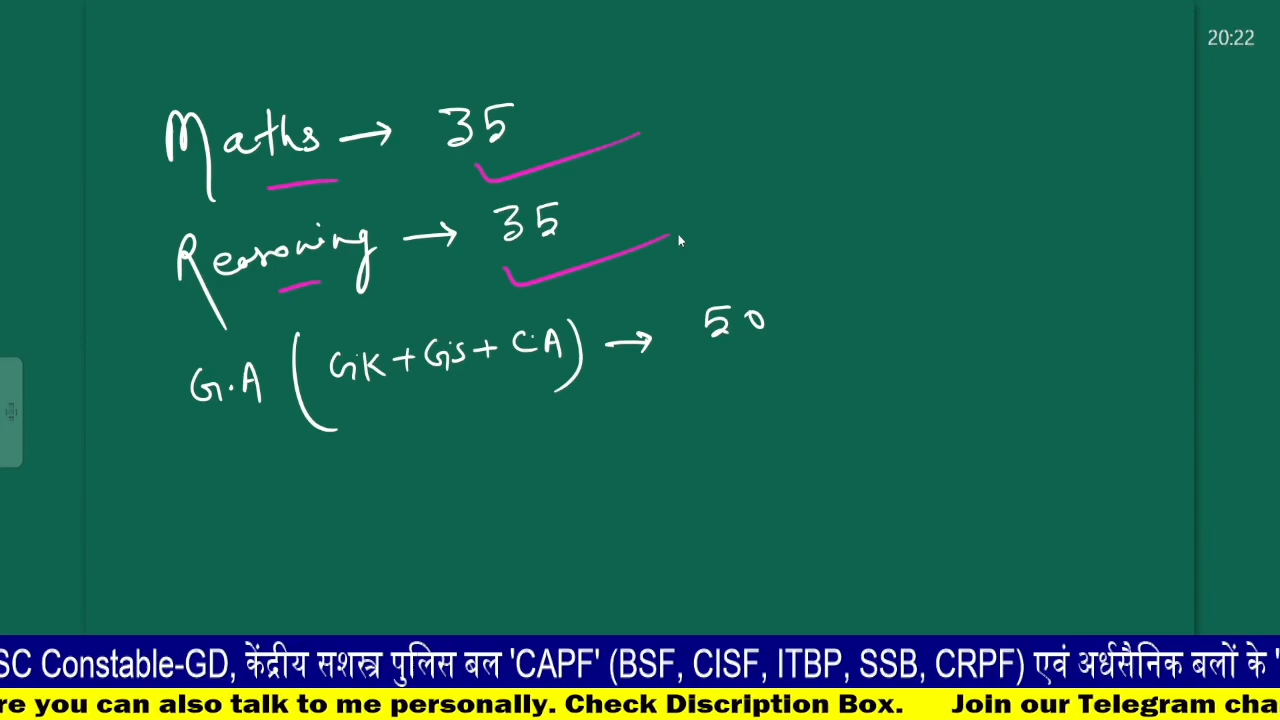 20:22
Maths → 35
Reasoning → 35
G.A (GK + GS + CA) → 50
SC Constable-GD, केंद्रीय सशस्त्र पुलिस बल 'CAPF' (BSF, CISF, ITBP, SSB, CRPF) एवं अर्धसैनिक बलों के '
re you can also talk to me personally. Check Discription Box. Join our Telegram cha